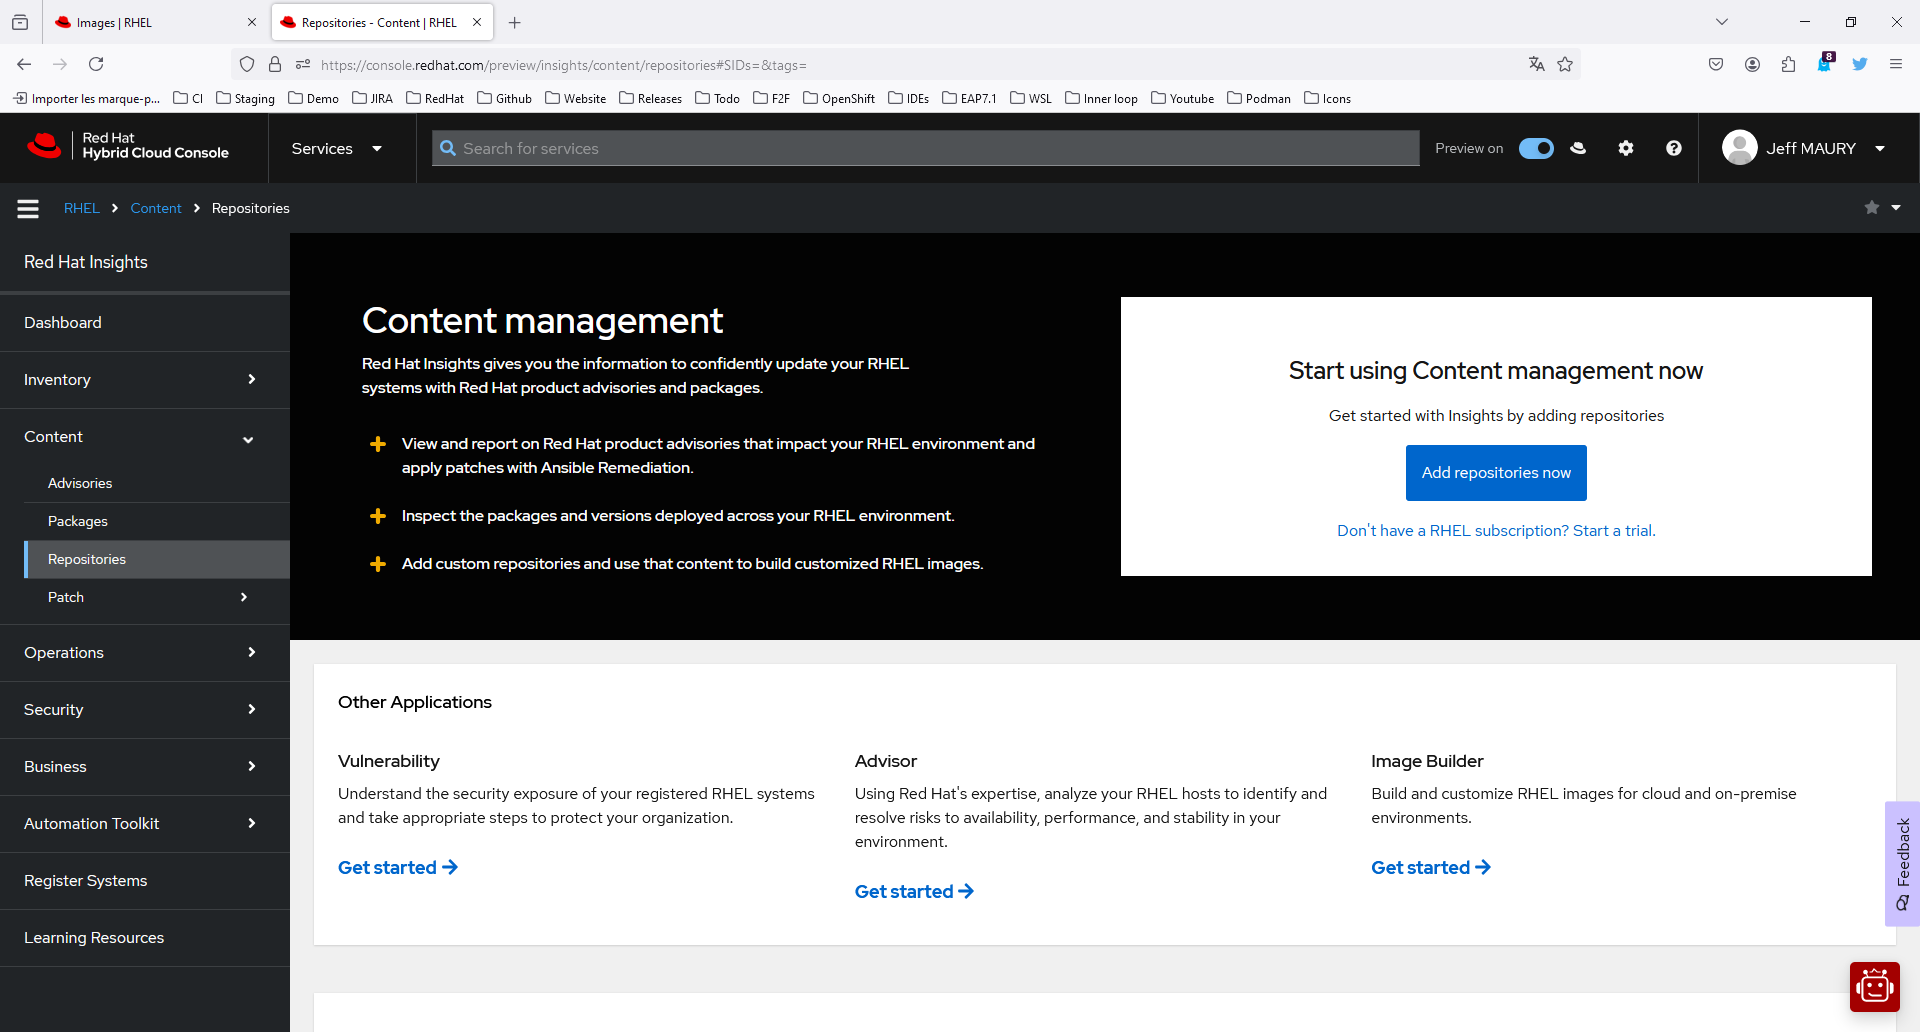 Images | RHEL
Repositories - Content | RHEL
https://console.redhat.com/preview/insights/content/repositories#SIDs=&tags=
8
Importer les marque-p...
CI
Staging
Demo
JIRA
RedHat
Github
Website
Releases
Todo
F2F
OpenShift
IDEs
EAP7.1
WSL
Inner loop
Youtube
Podman
Icons
Red Hat
Hybrid Cloud Console
Services
Search for services
Preview on
Jeff MAURY
RHEL
Content
Repositories
Red Hat Insights
Dashboard
Inventory
Content
Advisories
Packages
Repositories
Patch
Operations
Security
Business
Automation Toolkit
Register Systems
Learning Resources
Content management
Red Hat Insights gives you the information to confidently update your RHEL
systems with Red Hat product advisories and packages.
View and report on Red Hat product advisories that impact your RHEL environment and
apply patches with Ansible Remediation.
Inspect the packages and versions deployed across your RHEL environment.
Add custom repositories and use that content to build customized RHEL images.
Start using Content management now
Get started with Insights by adding repositories
Add repositories now
Don't have a RHEL subscription? Start a trial.
Other Applications
Vulnerability
Understand the security exposure of your registered RHEL systems
and take appropriate steps to protect your organization.
Get started
Advisor
Using Red Hat's expertise, analyze your RHEL hosts to identify and
resolve risks to availability, performance, and stability in your
environment.
Get started
Image Builder
Build and customize RHEL images for cloud and on-premise
environments.
Get started
Feedback